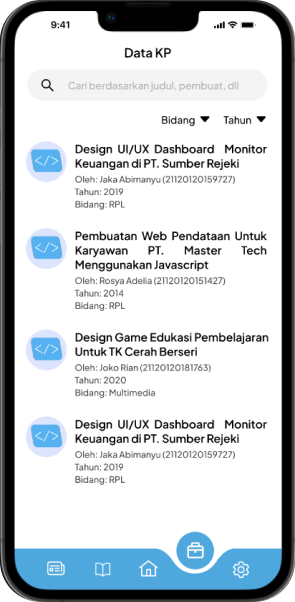 9:41
Data KP
Cari berdasarkan judul, pembuat, dll
Bidang Tahun
Design UI/UX Dashboard Monitor
Keuangan di PT. Sumber Rejeki
Oleh: Jaka Abimanyu (21120120159727)
Tahun: 2019
Bidang: RPL
Pembuatan Web Pendataan Untuk
Karyawan PT. Master Tech
Menggunakan Javascript
Oleh: Rosya Adelia (21120120151427)
Tahun: 2014
Bidang: RPL
Design Game Edukasi Pembelajaran
Untuk TK Cerah Berseri
Oleh: Joko Rian (21120120181763)
Tahun: 2020
Bidang: Multimedia
Design UI/UX Dashboard Monitor
Keuangan di PT. Sumber Rejeki
Oleh: Jaka Abimanyu (21120120159727)
Tahun: 2019
Bidang: RPL